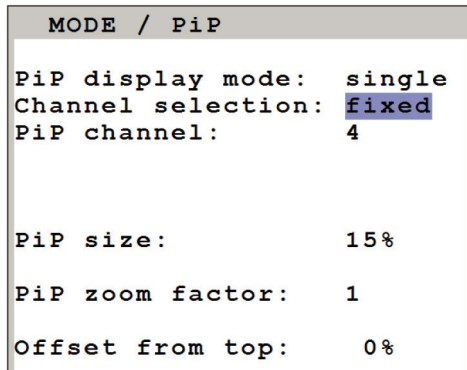 MODE / PiP
PiP display mode: single
Channel selection: fixed
PiP channel: 4
PiP size: 15%
PiP zoom factor: 1
Offset from top: 0%